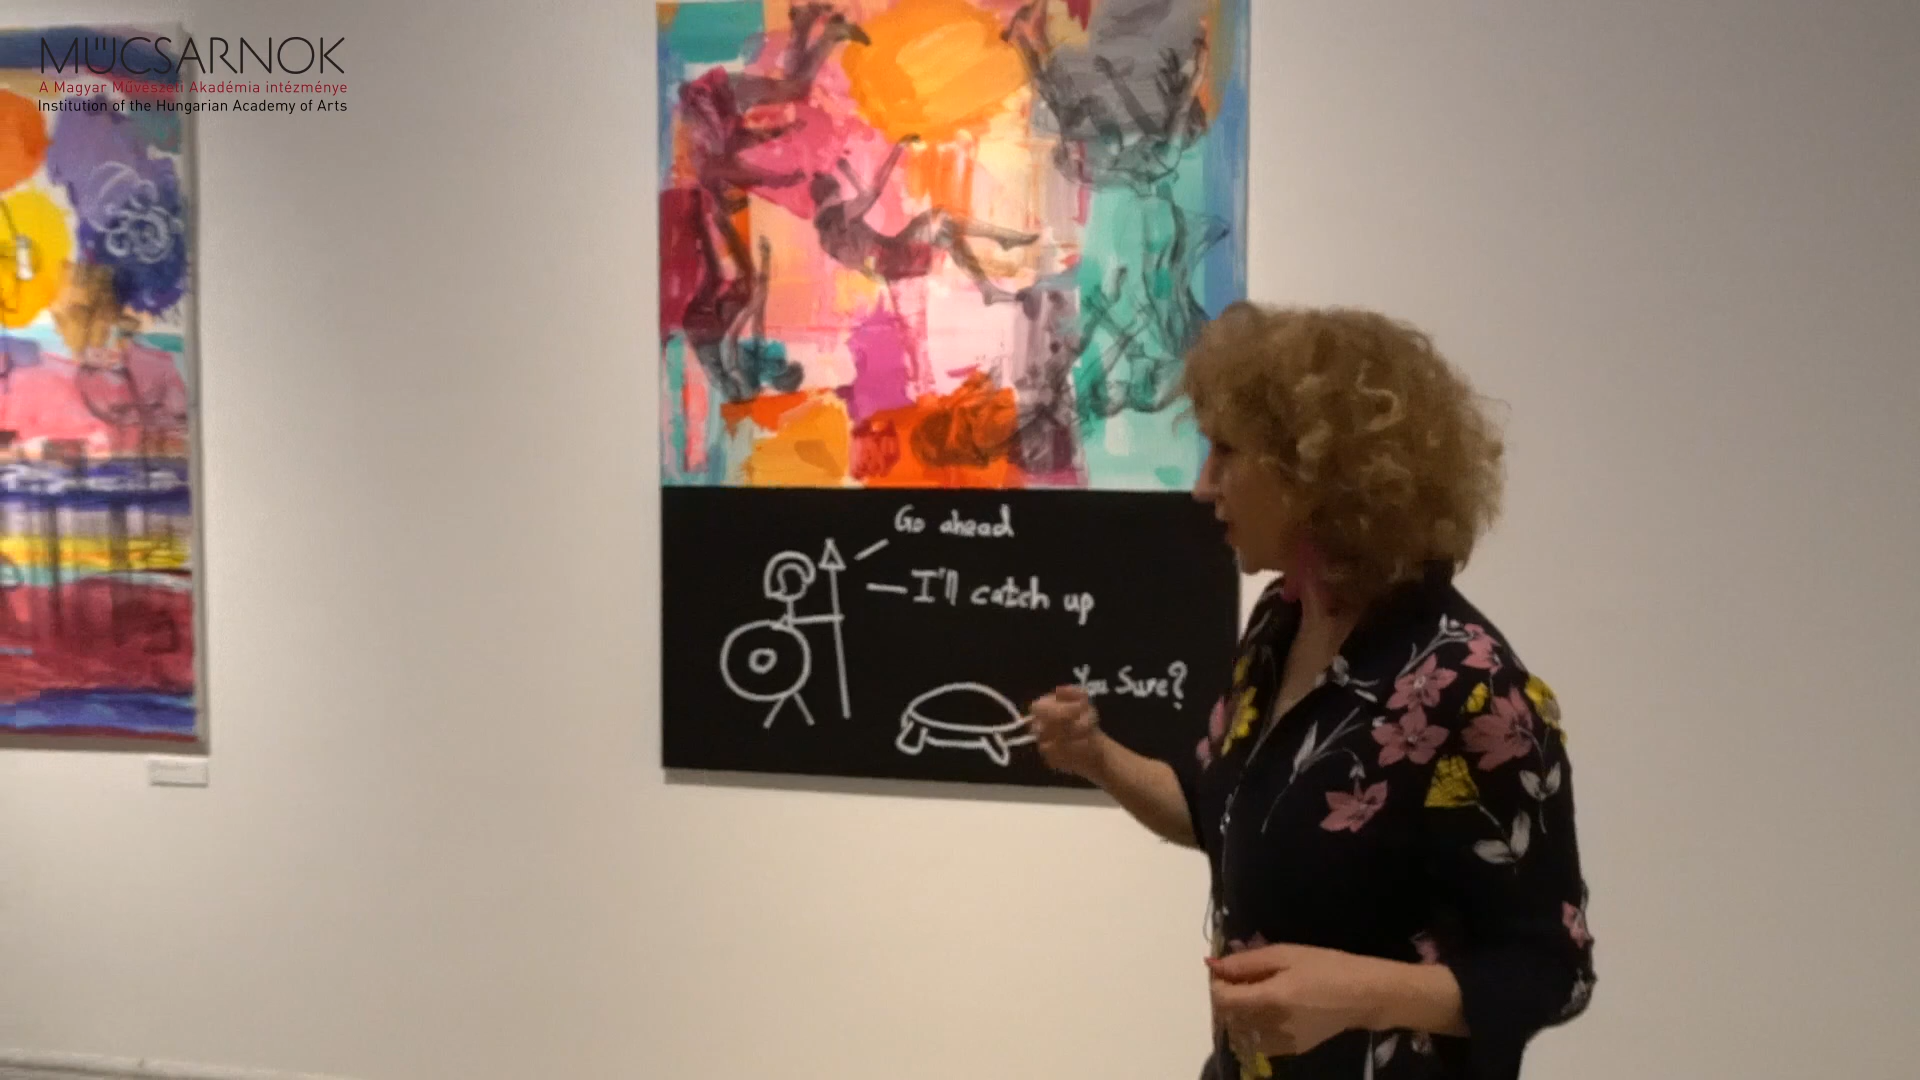 MŰCSARNOK
A Magyar Művészeti Akadémia intézménye
Institution of the Hungarian Academy of Arts
Go ahead
I'll catch up
You Sure?